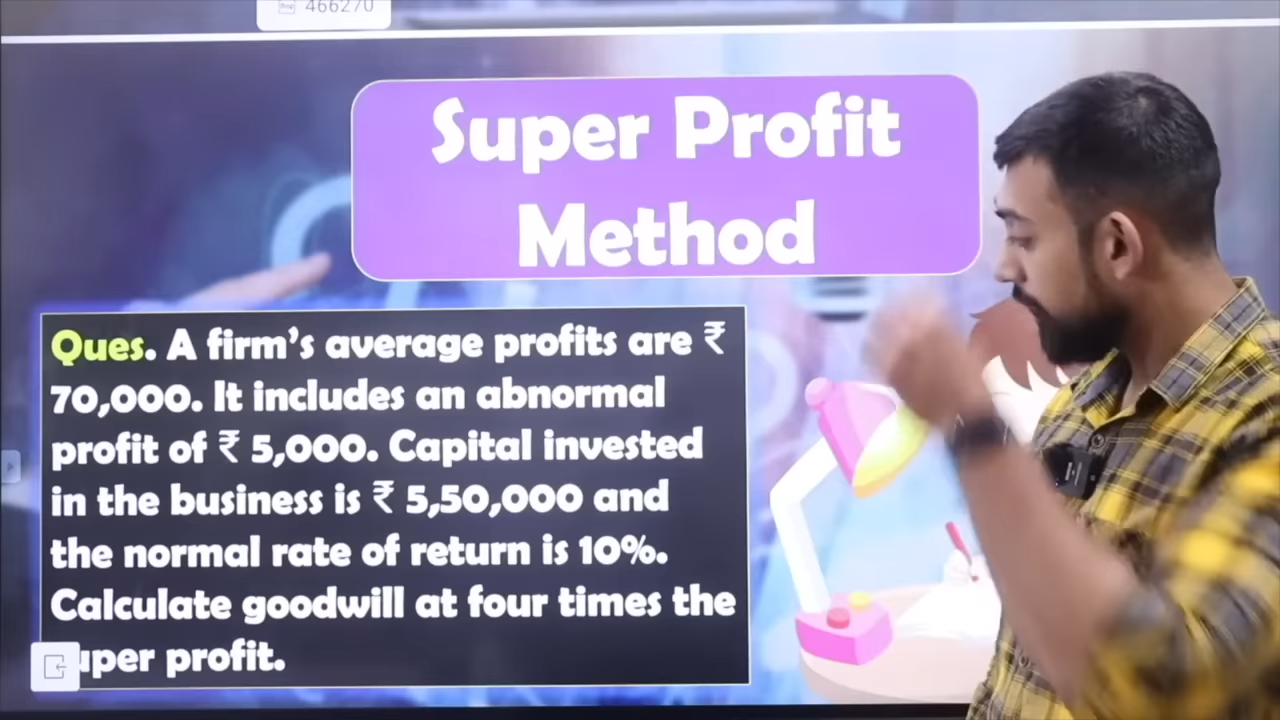 466270
Super Profit
Method
Ques. A firm's average profits are ₹
70,000. It includes an abnormal
profit of ₹ 5,000. Capital invested
in the business is ₹ 5,50,000 and
the normal rate of return is 10%.
Calculate goodwill at four times the
uper profit.